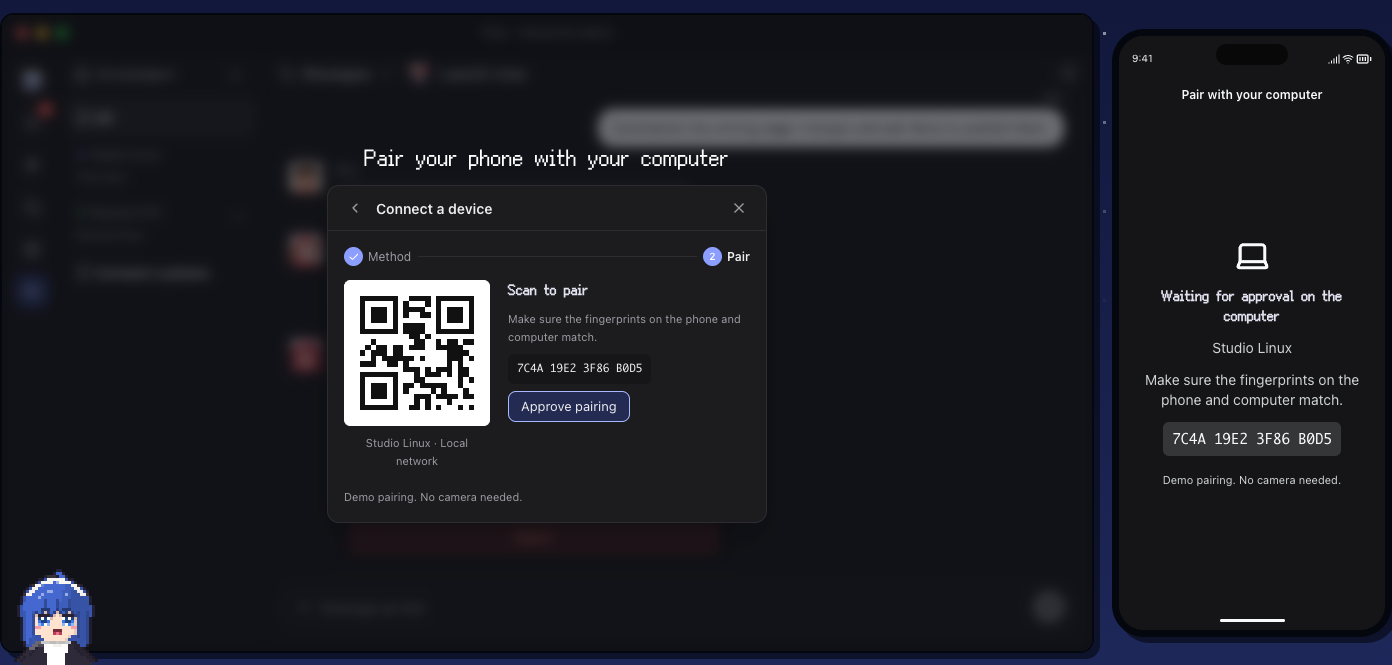 Pair your phone with your computer
Connect a device
Method
2 Pair
Scan to pair
Make sure the fingerprints on the phone and
computer match.
7C4A 19E2 3F86 B0D5
Approve pairing
Studio Linux · Local
network
Demo pairing. No camera needed.
9:41
Pair with your computer
Waiting for approval on the
computer
Studio Linux
Make sure the fingerprints on the
phone and computer match.
7C4A 19E2 3F86 B0D5
Demo pairing. No camera needed.